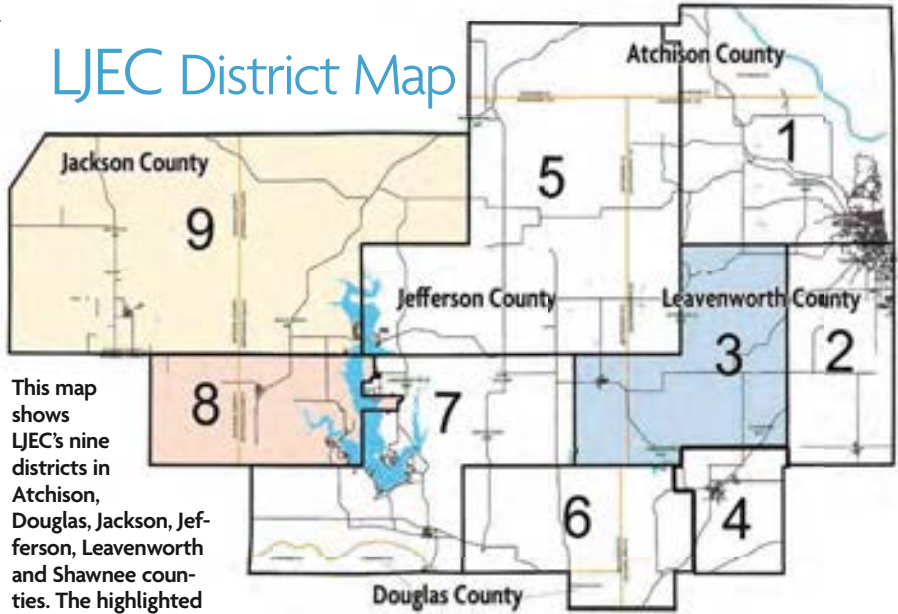 LJEC District Map
Atchison County
1
Jackson County
5
9
Jefferson County
Leavenworth County
3
2
This map
shows
LJEC's nine
districts in
Atchison,
Douglas, Jackson, Jef-
ferson, Leavenworth
and Shawnee coun-
ties. The highlighted
8
7
6
4
Douglas County